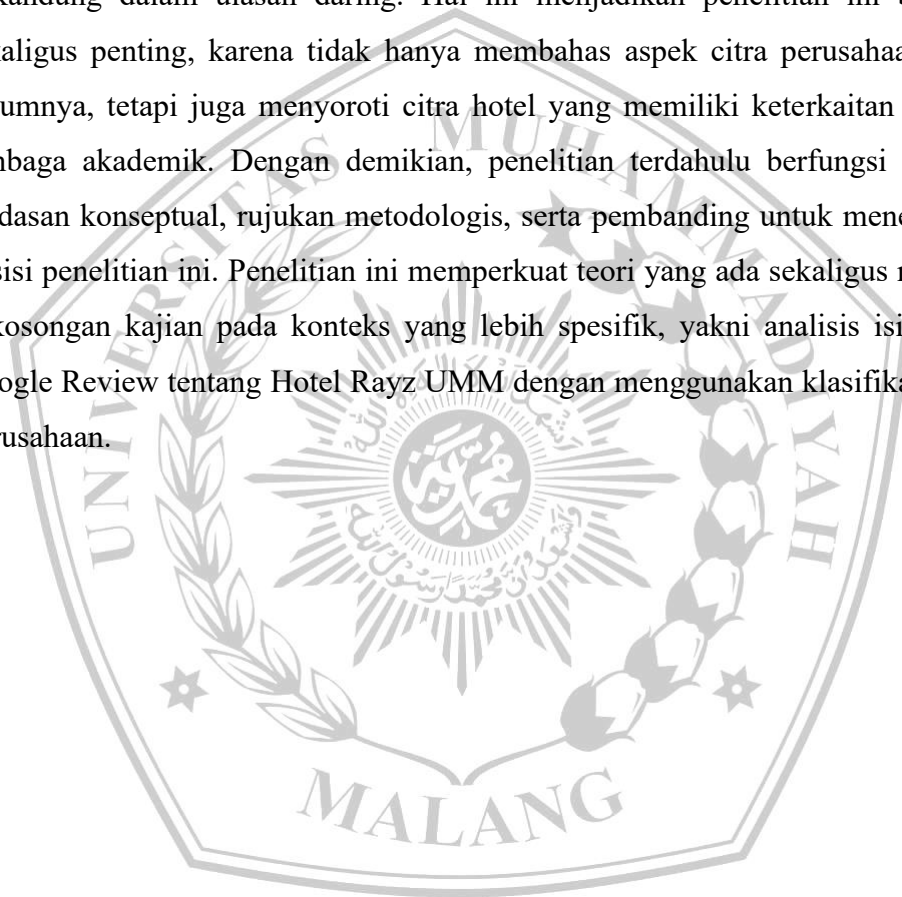 kandung dalam ulasan daring. Hal ini menjadikan penelitian ini
kaligus penting, karena tidak hanya membahas aspek citra perusahaa
umnya, tetapi juga menyoroti citra hotel yang memiliki keterkaitan
mbaga akademik. Dengan demikian, penelitian terdahulu berfungsi
dasan konseptual, rujukan metodologis, serta pembanding untuk mene
sisi penelitian ini. Penelitian ini memperkuat teori yang ada sekaligus
kosongan kajian pada konteks yang lebih spesifik, yakni analisis isi
ogle Review tentang Hotel Rayz UMM dengan menggunakan klasifika
rusahaan.
UNIVERSITAS MUHAMMADIYAH
MALANG